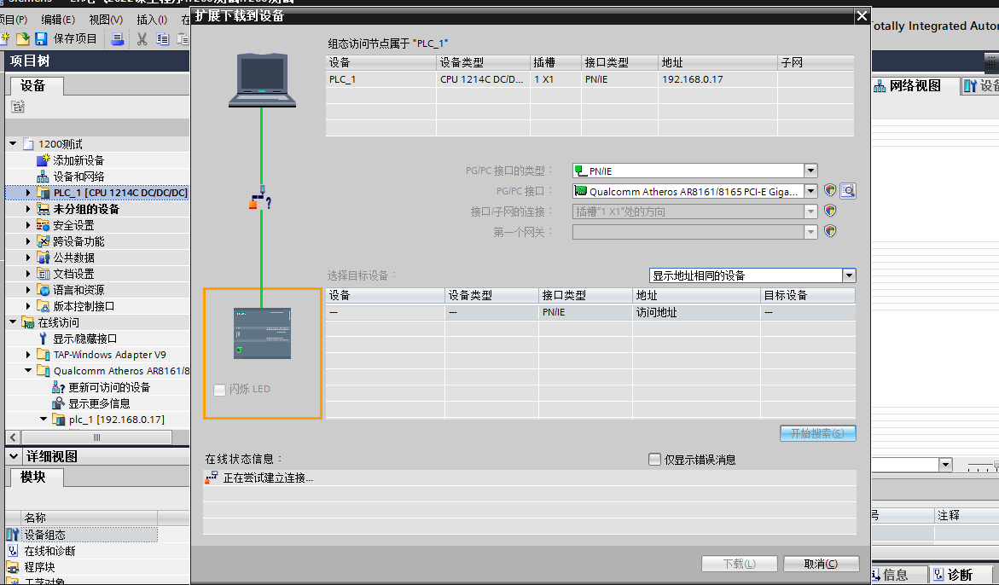 扩展下载到设备
项目(P) 编辑(E) 视图(V) 插入(I) 在
Totally Integrated Autom
保存项目
项目树
设备
1200测试
添加新设备
设备和网络
PLC_1 [CPU 1214C DC/DC/DC]
未分组的设备
安全设置
跨设备功能
公共数据
文档设置
语言和资源
版本控制接口
在线访问
显示/隐藏接口
TAP-Windows Adapter V9
Qualcomm Atheros AR8161/8
更新可访问的设备
显示更多信息
plc_1 [192.168.0.17]
详细视图
模块
名称
设备组态
在线和诊断
程序块
工艺对象
组态访问节点属于 "PLC_1"
设备 设备类型 插槽 接口类型 地址 子网
PLC_1 CPU 1214C DC/D... 1 X1 PN/IE 192.168.0.17
PG/PC 接口的类型：
PN/IE
PG/PC 接口：
Qualcomm Atheros AR8161/8165 PCI-E Giga...
接口/子网的连接：
插槽"1 X1"处的方向
第一个网关：
选择目标设备：
显示地址相同的设备
设备 设备类型 接口类型 地址 目标设备
— — PN/IE 访问地址 —
闪烁 LED
开始搜索(S)
在线状态信息：
仅显示错误消息
正在尝试建立连接...
下载(L)
取消(C)
网络视图
设备
号 注释
信息
诊断